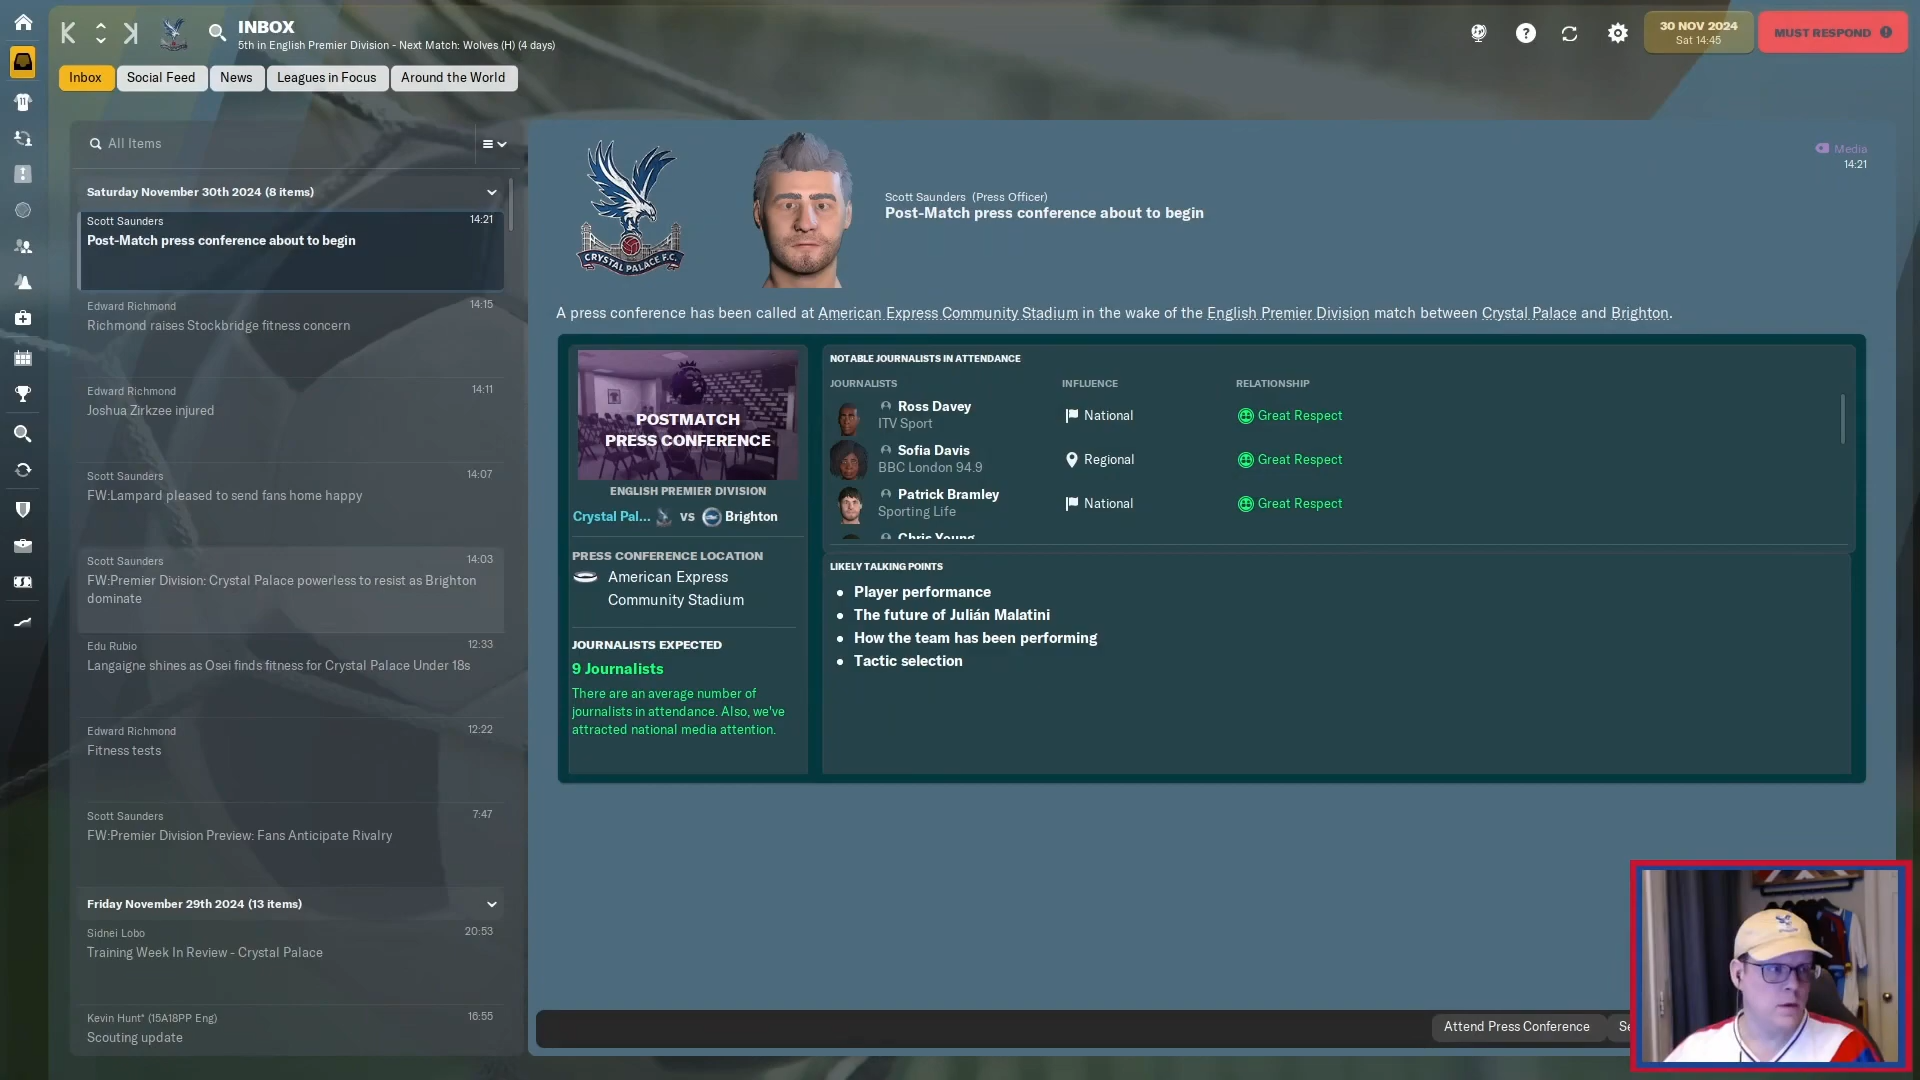 INBOX
5th in English Premier Division - Next Match: Wolves (H) (4 days)
30 NOV 2024
Sat 14:45
MUST RESPOND
Inbox
Social Feed
News
Leagues in Focus
Around the World
All Items
Saturday November 30th 2024 (8 items)
Scott Saunders
14:21
Post-Match press conference about to begin
Edward Richmond
14:15
Richmond raises Stockbridge fitness concern
Edward Richmond
14:11
Joshua Zirkzee injured
Scott Saunders
14:07
FW:Lampard pleased to send fans home happy
Scott Saunders
14:03
FW:Premier Division: Crystal Palace powerless to resist as Brighton
dominate
Edu Rubio
12:33
Langaigne shines as Osei finds fitness for Crystal Palace Under 18s
Edward Richmond
12:22
Fitness tests
Scott Saunders
7:47
FW:Premier Division Preview: Fans Anticipate Rivalry
Friday November 29th 2024 (13 items)
Sidnei Lobo
20:53
Training Week In Review - Crystal Palace
Kevin Hunt* (15A18PP Eng)
16:55
Scouting update
CRYSTAL PALACE F.C.
Media
14:21
Scott Saunders (Press Officer)
Post-Match press conference about to begin
A press conference has been called at American Express Community Stadium in the wake of the English Premier Division match between Crystal Palace and Brighton.
POSTMATCH
PRESS CONFERENCE
ENGLISH PREMIER DIVISION
Crystal Pal... vs Brighton
PRESS CONFERENCE LOCATION
American Express
Community Stadium
JOURNALISTS EXPECTED
9 Journalists
There are an average number of
journalists in attendance. Also, we've
attracted national media attention.
NOTABLE JOURNALISTS IN ATTENDANCE
JOURNALISTS
INFLUENCE
RELATIONSHIP
Ross Davey
ITV Sport
National
Great Respect
Sofia Davis
BBC London 94.9
Regional
Great Respect
Patrick Bramley
Sporting Life
National
Great Respect
Chris Young
LIKELY TALKING POINTS
• Player performance
• The future of Julián Malatini
• How the team has been performing
• Tactic selection
Attend Press Conference
Se